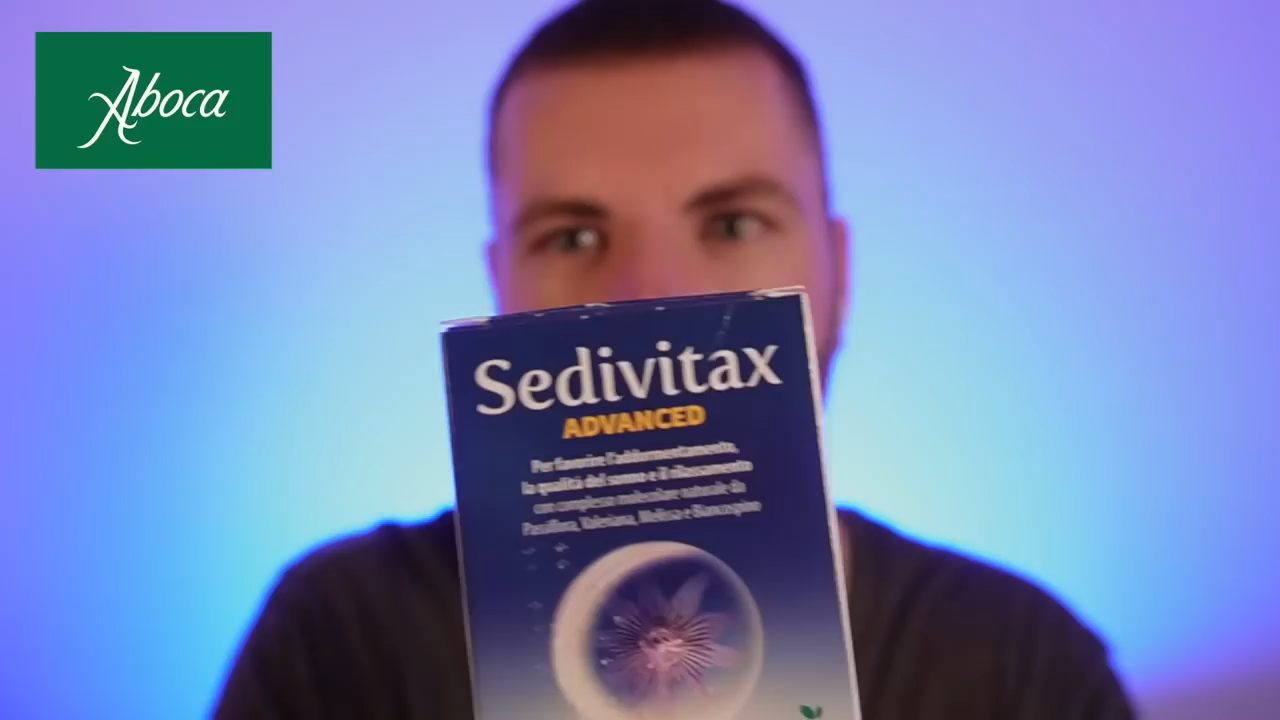 Aboca
Sedivitax
ADVANCED
Per favorire l'addormentamento,
la qualità del sonno e il rilassamento
con complesso molecolare naturale da
Passiflora, Valeriana, Melissa e Biancospino